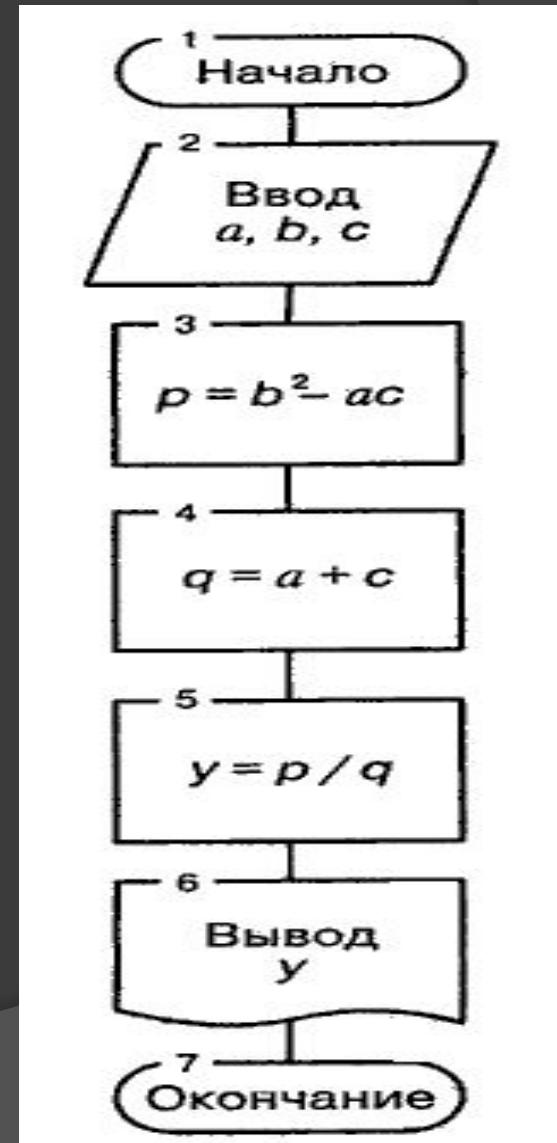 1
Начало
2
Ввод
a, b, c
3
p = b² – ac
4
q = a + c
5
y = p / q
6
Вывод
y
7
Окончание